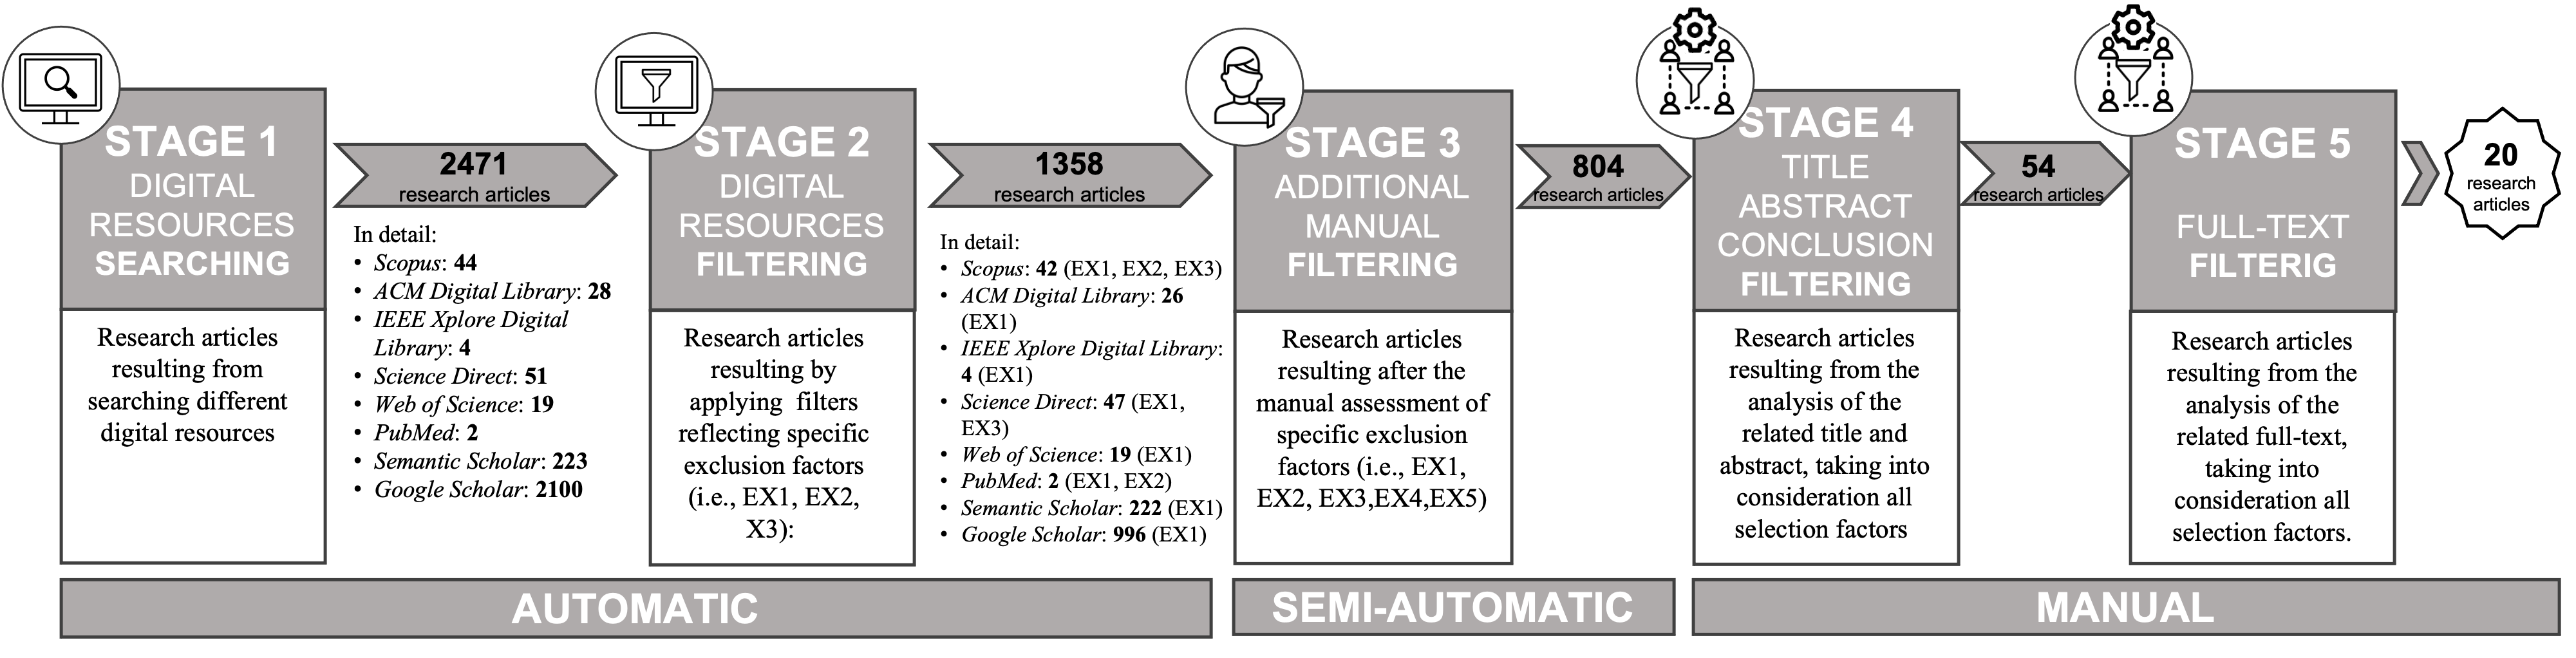 STAGE 1
DIGITAL
RESOURCES
SEARCHING
Research articles
resulting from
searching different
digital resources
2471
research articles
In detail:
• Scopus: 44
• ACM Digital Library: 28
• IEEE Xplore Digital
Library: 4
• Science Direct: 51
• Web of Science: 19
• PubMed: 2
• Semantic Scholar: 223
• Google Scholar: 2100
STAGE 2
DIGITAL
RESOURCES
FILTERING
Research articles
resulting by
applying filters
reflecting specific
exclusion factors
(i.e., EX1, EX2,
X3):
1358
research articles
In detail:
• Scopus: 42 (EX1, EX2, EX3)
• ACM Digital Library: 26
(EX1)
• IEEE Xplore Digital Library:
4 (EX1)
• Science Direct: 47 (EX1,
EX3)
• Web of Science: 19 (EX1)
• PubMed: 2 (EX1, EX2)
• Semantic Scholar: 222 (EX1)
• Google Scholar: 996 (EX1)
STAGE 3
ADDITIONAL
MANUAL
FILTERING
Research articles
resulting after the
manual assessment of
specific exclusion
factors (i.e., EX1,
EX2, EX3,EX4,EX5)
804
research articles
STAGE 4
TITLE
ABSTRACT
CONCLUSION
FILTERING
Research articles
resulting from the
analysis of the
related title and
abstract, taking into
consideration all
selection factors
54
research articles
STAGE 5
FULL-TEXT
FILTERIG
Research articles
resulting from the
analysis of the
related full-text,
taking into
consideration all
selection factors.
20
research
articles
AUTOMATIC
SEMI-AUTOMATIC
MANUAL